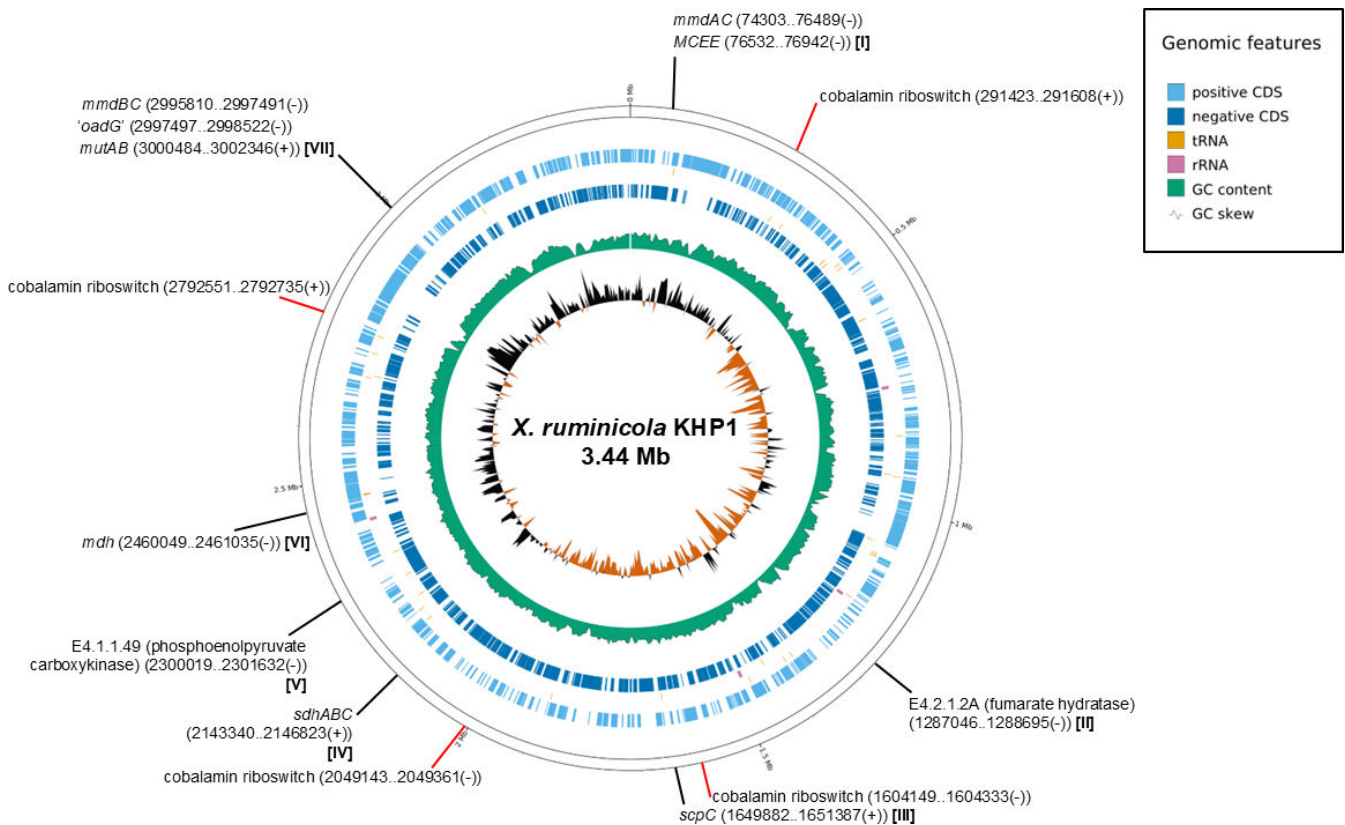 mmdAC (74303..76489(-))
MCEE (76532..76942(-)) [I]
cobalamin riboswitch (291423..291608(+))
mmdBC (2995810..2997491(-))
'oadG' (2997497..2998522(-))
mutAB (3000484..3002346(+)) [VII]
Genomic features
positive CDS
negative CDS
tRNA
rRNA
GC content
GC skew
0 Mb
0.5 Mb
1 Mb
1.5 Mb
2 Mb
2.5 Mb
3 Mb
cobalamin riboswitch (2792551..2792735(+))
X. ruminicola KHP1
3.44 Mb
mdh (2460049..2461035(-)) [VI]
E4.1.1.49 (phosphoenolpyruvate
carboxykinase) (2300019..2301632(-))
[V]
sdhABC
(2143340..2146823(+)
[IV]
cobalamin riboswitch (2049143..2049361(-))
E4.2.1.2A (fumarate hydratase)
(1287046..1288695(-)) [II]
cobalamin riboswitch (1604149..1604333(-))
scpC (1649882..1651387(+)) [III]